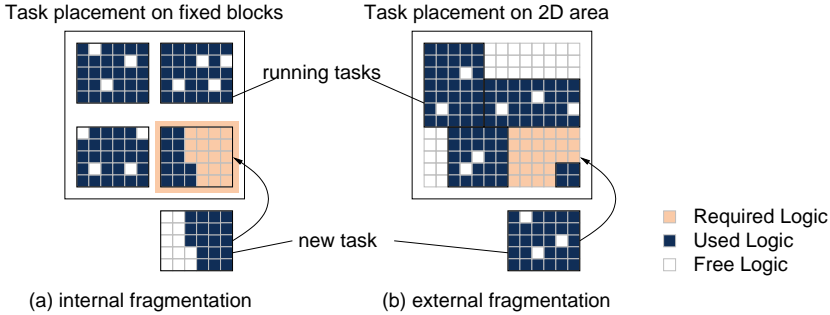 Task placement on fixed blocks
Task placement on 2D area
running tasks
new task
Required Logic
Used Logic
Free Logic
(a) internal fragmentation
(b) external fragmentation